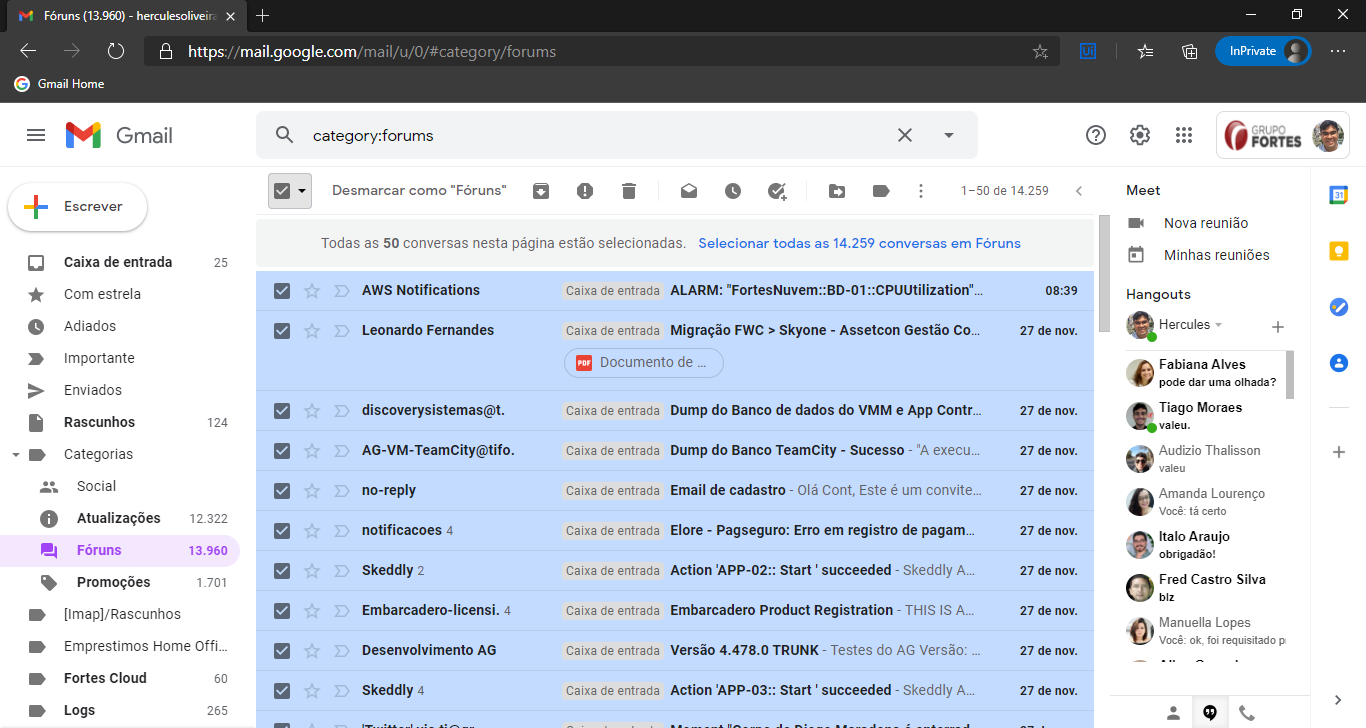 Fóruns (13.960) - herculesoliveira
https://mail.google.com/mail/u/0/#category/forums
InPrivate
Gmail Home
Gmail
category:forums
GRUPO
FORTES
Escrever
Desmarcar como "Fóruns"
1–50 de 14.259
Todas as 50 conversas nesta página estão selecionadas. Selecionar todas as 14.259 conversas em Fóruns
Caixa de entrada 25
Com estrela
Adiados
Importante
Enviados
Rascunhos 124
Categorias
Social
Atualizações 12.322
Fóruns 13.960
Promoções 1.701
[Imap]/Rascunhos
Emprestimos Home Offi...
Fortes Cloud 60
Logs 265
AWS Notifications Caixa de entrada ALARM: "FortesNuvem::BD-01::CPUUtilization"... 08:39
Leonardo Fernandes Caixa de entrada Migração FWC > Skyone - Assetcon Gestão Co... 27 de nov.
PDF Documento de ...
discoverysistemas@t. Caixa de entrada Dump do Banco de dados do VMM e App Contr... 27 de nov.
AG-VM-TeamCity@tifo. Caixa de entrada Dump do Banco TeamCity - Sucesso - "A execu... 27 de nov.
no-reply Caixa de entrada Email de cadastro - Olá Cont, Este é um convite... 27 de nov.
notificacoes 4 Caixa de entrada Elore - Pagseguro: Erro em registro de pagam... 27 de nov.
Skeddly 2 Caixa de entrada Action 'APP-02:: Start ' succeeded - Skeddly A... 27 de nov.
Embarcadero-licensi. 4 Caixa de entrada Embarcadero Product Registration - THIS IS A... 27 de nov.
Desenvolvimento AG Caixa de entrada Versão 4.478.0 TRUNK - Testes do AG Versão: ... 27 de nov.
Skeddly 4 Caixa de entrada Action 'APP-03:: Start ' succeeded - Skeddly A... 27 de nov.
Meet
Nova reunião
Minhas reuniões
Hangouts
Hercules
Fabiana Alves
pode dar uma olhada?
Tiago Moraes
valeu.
Audizio Thalisson
valeu
Amanda Lourenço
Você: tá certo
Italo Araujo
obrigadão!
Fred Castro Silva
blz
Manuella Lopes
Você: ok, foi requisitado pr
31